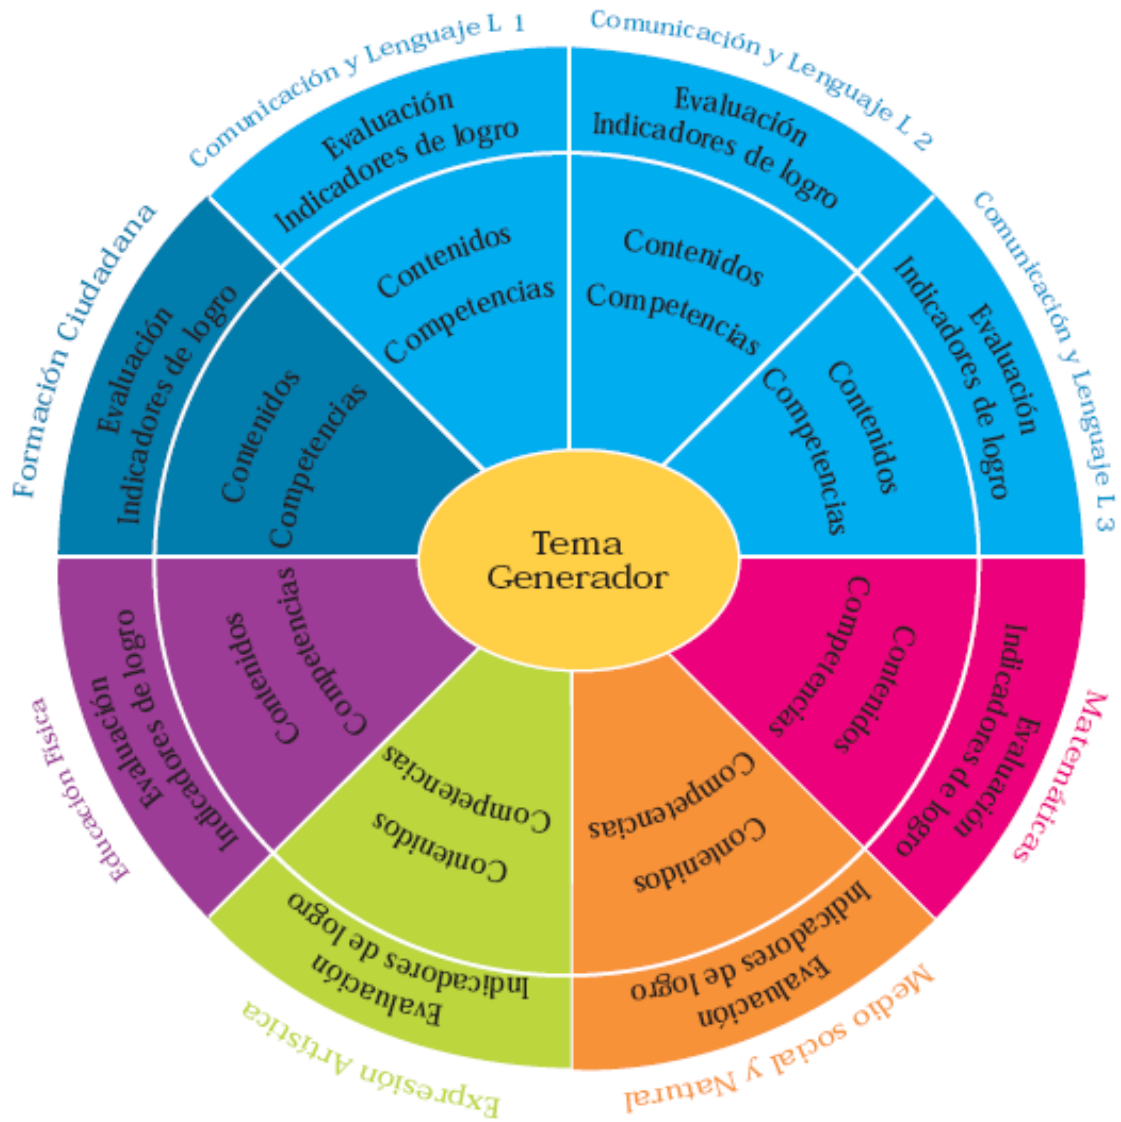 Comunicación y Lenguaje L 1
Evaluación
Indicadores de logro
Contenidos
Competencias
Comunicación y Lenguaje L 2
Evaluación
Indicadores de logro
Contenidos
Competencias
Comunicación y Lenguaje L 3
Evaluación
Indicadores de logro
Contenidos
Competencias
Matemáticas
Evaluación
Indicadores de logro
Contenidos
Competencias
Medio social y Natural
Evaluación
Indicadores de logro
Contenidos
Competencias
Expresión Artística
Evaluación
Indicadores de logro
Contenidos
Competencias
Educación Física
Evaluación
Indicadores de logro
Contenidos
Competencias
Formación Ciudadana
Evaluación
Indicadores de logro
Contenidos
Competencias
Tema
Generador